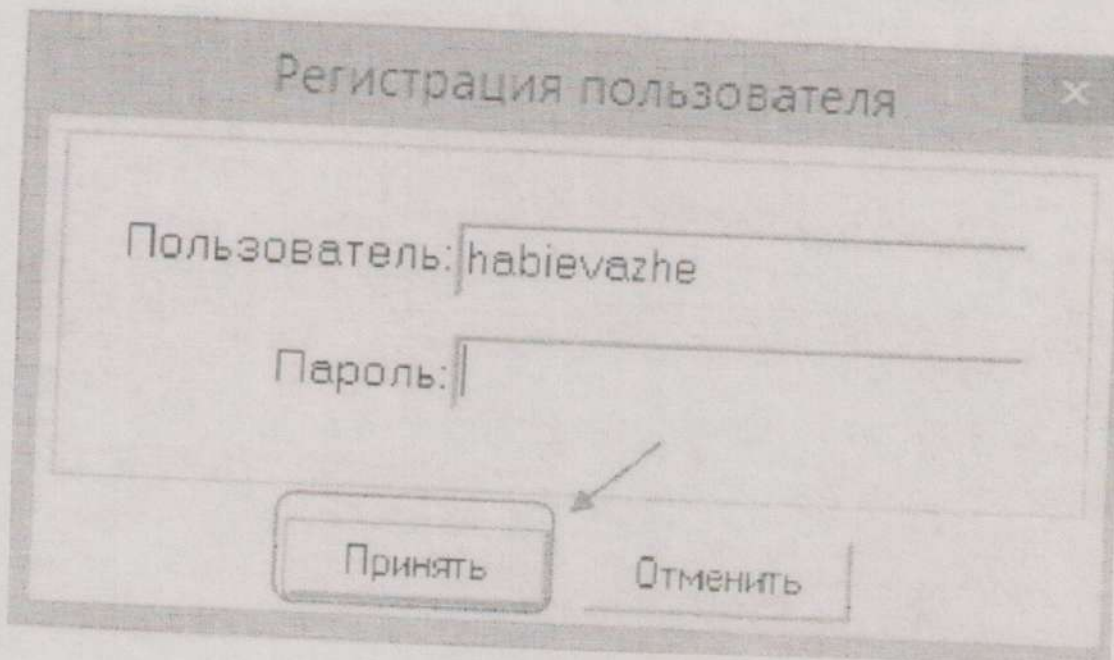 Регистрация пользователя
Пользователь: habievazhe
Пароль:
Принять Отменить